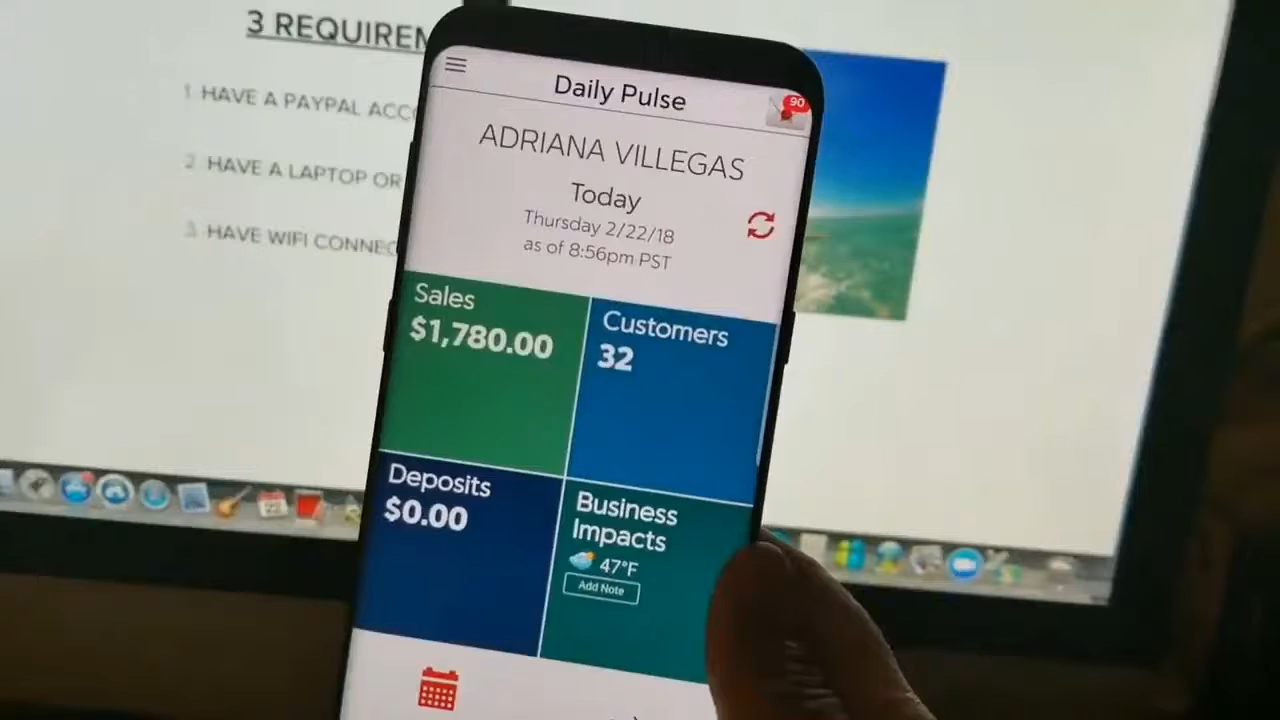 3 REQUIREM
1. HAVE A PAYPAL ACCO
2. HAVE A LAPTOP OR
3. HAVE WIFI CONNEC
Daily Pulse
90
ADRIANA VILLEGAS
Today
Thursday 2/22/18
as of 8:56pm PST
Sales
$1,780.00
Customers
32
Deposits
$0.00
Business
Impacts
47°F
Add Note